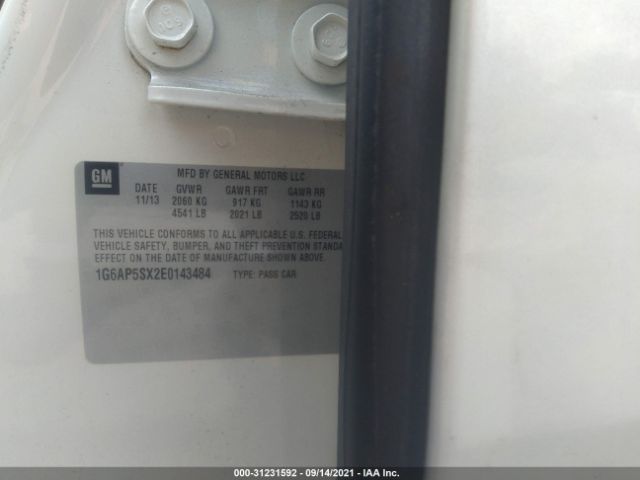 GM
MFD BY GENERAL MOTORS LLC
DATE GVWR GAWR FRT GAWR RR
11/13 2060 KG 917 KG 1143 KG
4541 LB 2021 LB 2520 LB
THIS VEHICLE CONFORMS TO ALL APPLICABLE U.S. FEDERAL
VEHICLE SAFETY, BUMPER, AND THEFT PREVENTION STANDA
EFFECT ON THE DATE OF MANUFACTURE SHOWN ABOVE.
1G6AP5SX2E0143484 TYPE: PASS CAR
000-31231592 - 09/14/2021 - IAA Inc.